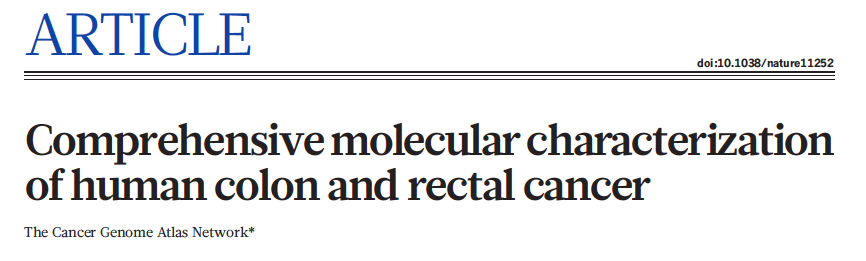 ARTICLE
doi:10.1038/nature11252
Comprehensive molecular characterization
of human colon and rectal cancer
The Cancer Genome Atlas Network*